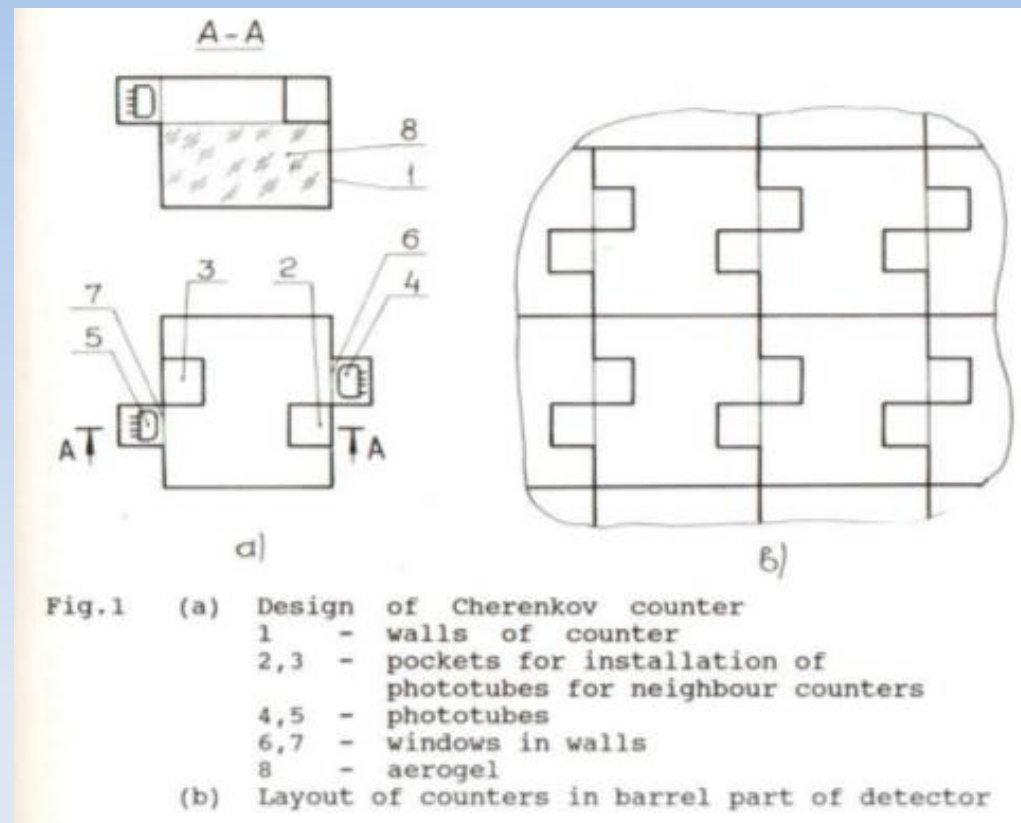 A-A
8
1
6
3
2
4
7
5
A
A
a)
в)
Fig.1 (a) Design of Cherenkov counter
1 - walls of counter
2,3 - pockets for installation of
phototubes for neighbour counters
4,5 - phototubes
6,7 - windows in walls
8 - aerogel
(b) Layout of counters in barrel part of detector